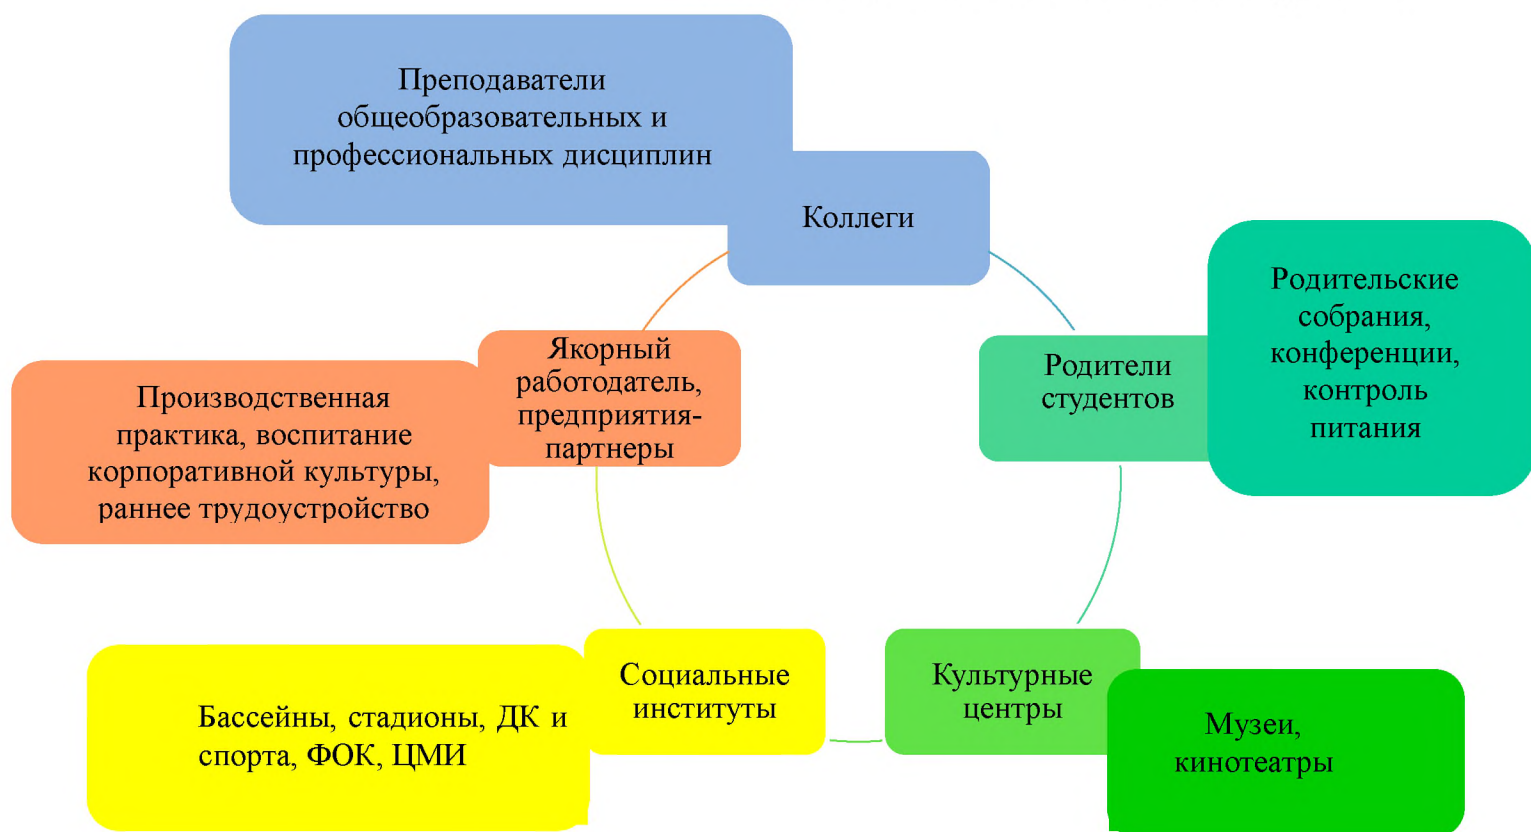 Преподаватели
общеобразовательных и
профессиональных дисциплин
Коллеги
Родительские
собрания,
конференции,
контроль
питания
Родители
студентов
Якорный
работодатель,
предприятия-
партнеры
Производственная
практика, воспитание
корпоративной культуры,
раннее трудоустройство
Социальные
институты
Бассейны, стадионы, ДК и
спорта, ФОК, ЦМИ
Культурные
центры
Музеи,
кинотеатры